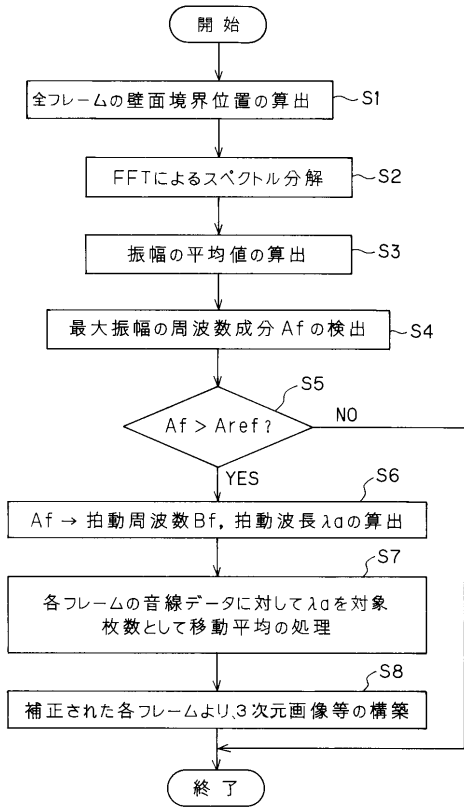 開始
全フレームの壁面境界位置の算出
S1
FFTによるスペクトル分解
S2
振幅の平均値の算出
S3
最大振幅の周波数成分Afの検出
S4
S5
Af > Aref?
NO
YES
S6
Af → 拍動周波数Bf, 拍動波長λaの算出
S7
各フレームの音線データに対してλaを対象
枚数として移動平均の処理
S8
補正された各フレームより、3次元画像等の構築
終了